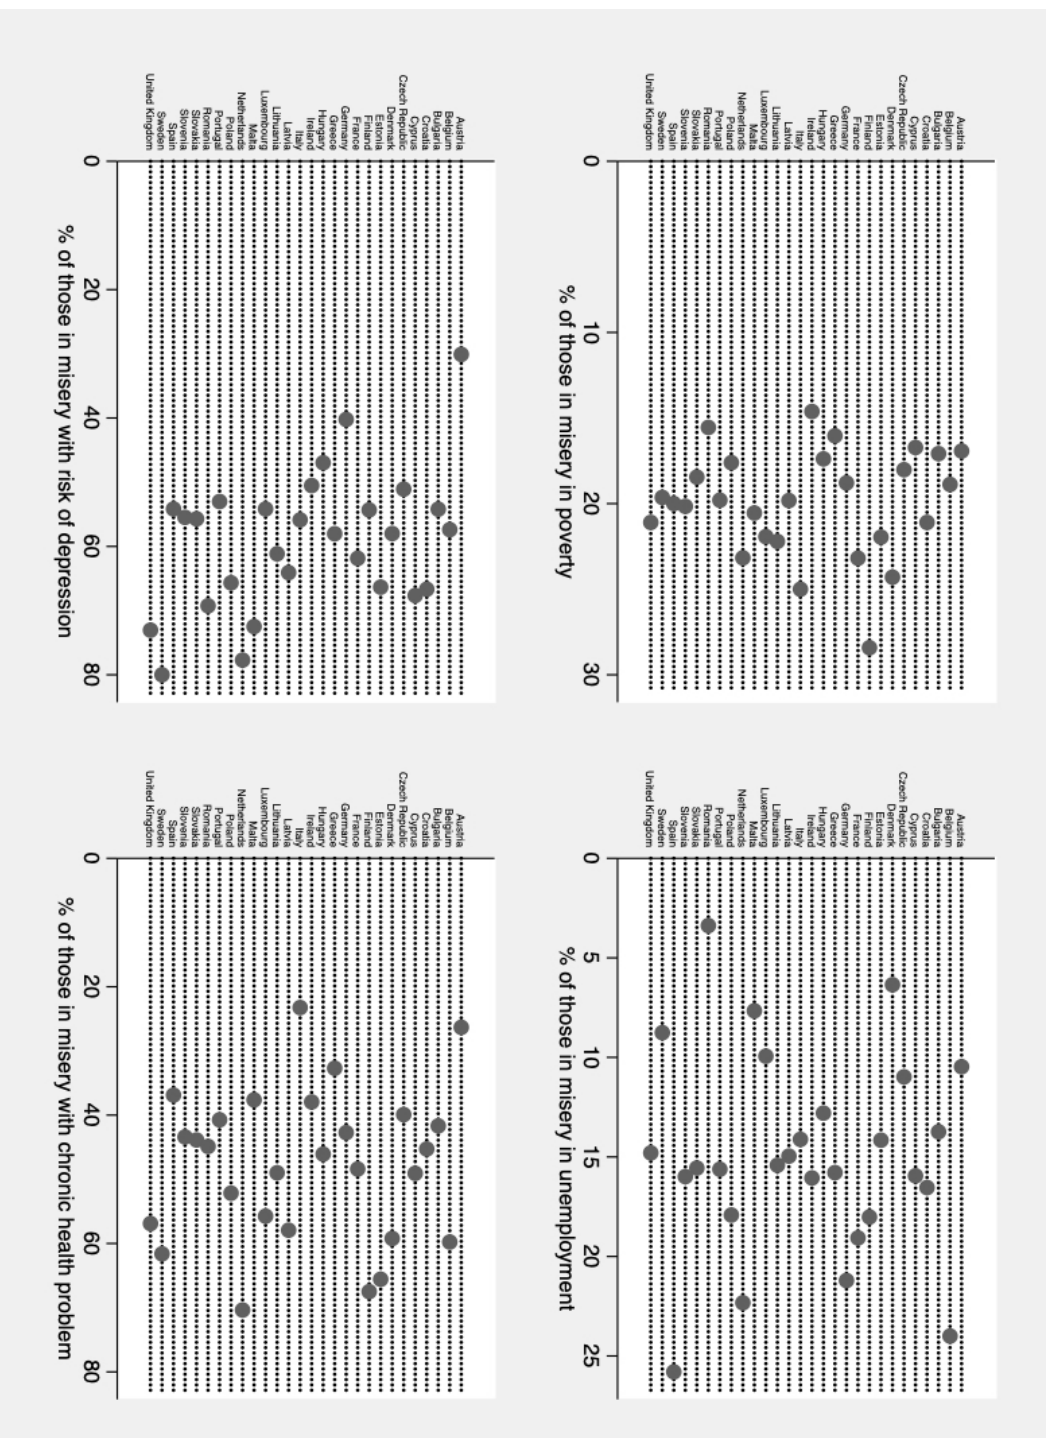 Austria
Belgium
Bulgaria
Croatia
Cyprus
Czech Republic
Denmark
Estonia
Finland
France
Germany
Greece
Hungary
Ireland
Italy
Latvia
Lithuania
Luxembourg
Malta
Netherlands
Poland
Portugal
Romania
Slovakia
Slovenia
Spain
Sweden
United Kingdom
0 10 20 30
% of those in misery in poverty
Austria
Belgium
Bulgaria
Croatia
Cyprus
Czech Republic
Denmark
Estonia
Finland
France
Germany
Greece
Hungary
Ireland
Italy
Latvia
Lithuania
Luxembourg
Malta
Netherlands
Poland
Portugal
Romania
Slovakia
Slovenia
Spain
Sweden
United Kingdom
0 5 10 15 20 25
% of those in misery in unemployment
Austria
Belgium
Bulgaria
Croatia
Cyprus
Czech Republic
Denmark
Estonia
Finland
France
Germany
Greece
Hungary
Ireland
Italy
Latvia
Lithuania
Luxembourg
Malta
Netherlands
Poland
Portugal
Romania
Slovakia
Slovenia
Spain
Sweden
United Kingdom
0 20 40 60 80
% of those in misery with risk of depression
Austria
Belgium
Bulgaria
Croatia
Cyprus
Czech Republic
Denmark
Estonia
Finland
France
Germany
Greece
Hungary
Ireland
Italy
Latvia
Lithuania
Luxembourg
Malta
Netherlands
Poland
Portugal
Romania
Slovakia
Slovenia
Spain
Sweden
United Kingdom
0 20 40 60 80
% of those in misery with chronic health problem